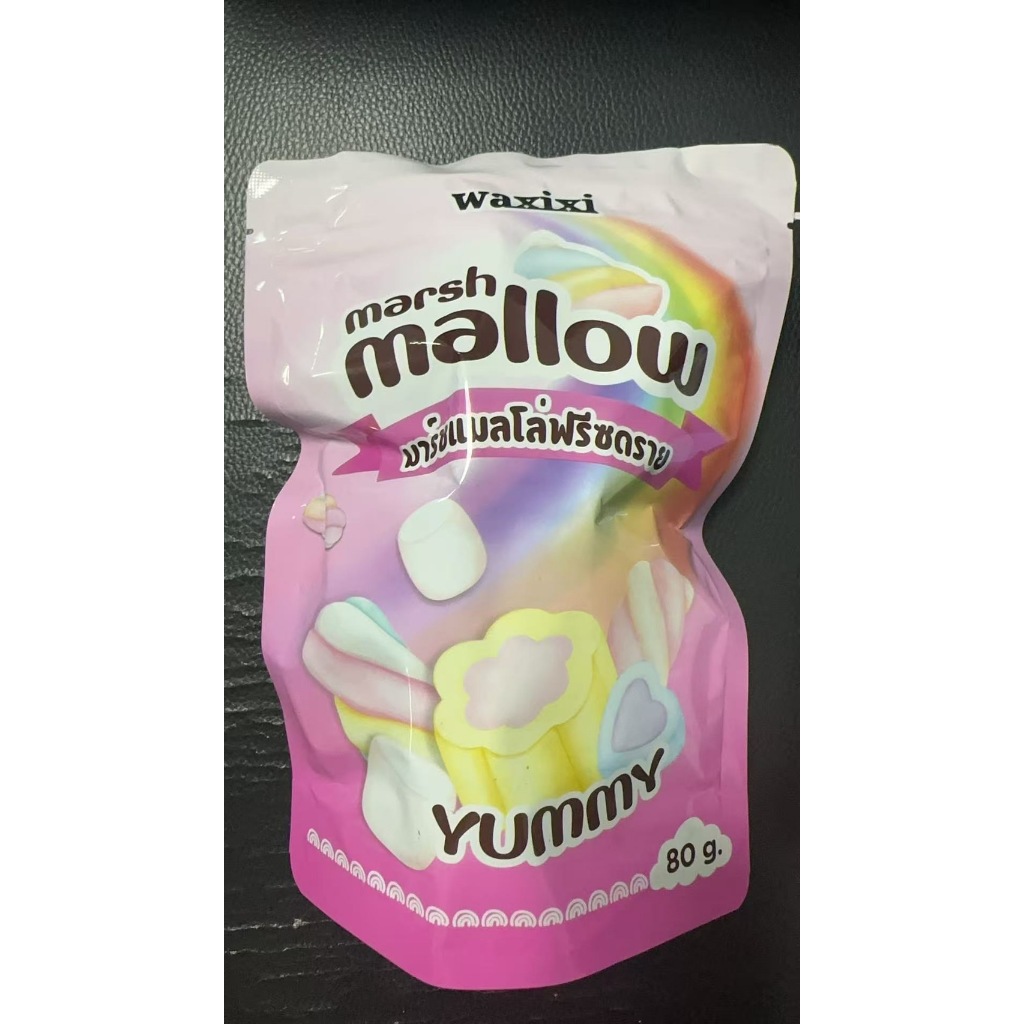 waxixi
marsh
mallow
มาร์ชแมลโล่ฟรีซดราย
YUMMY
80 g.